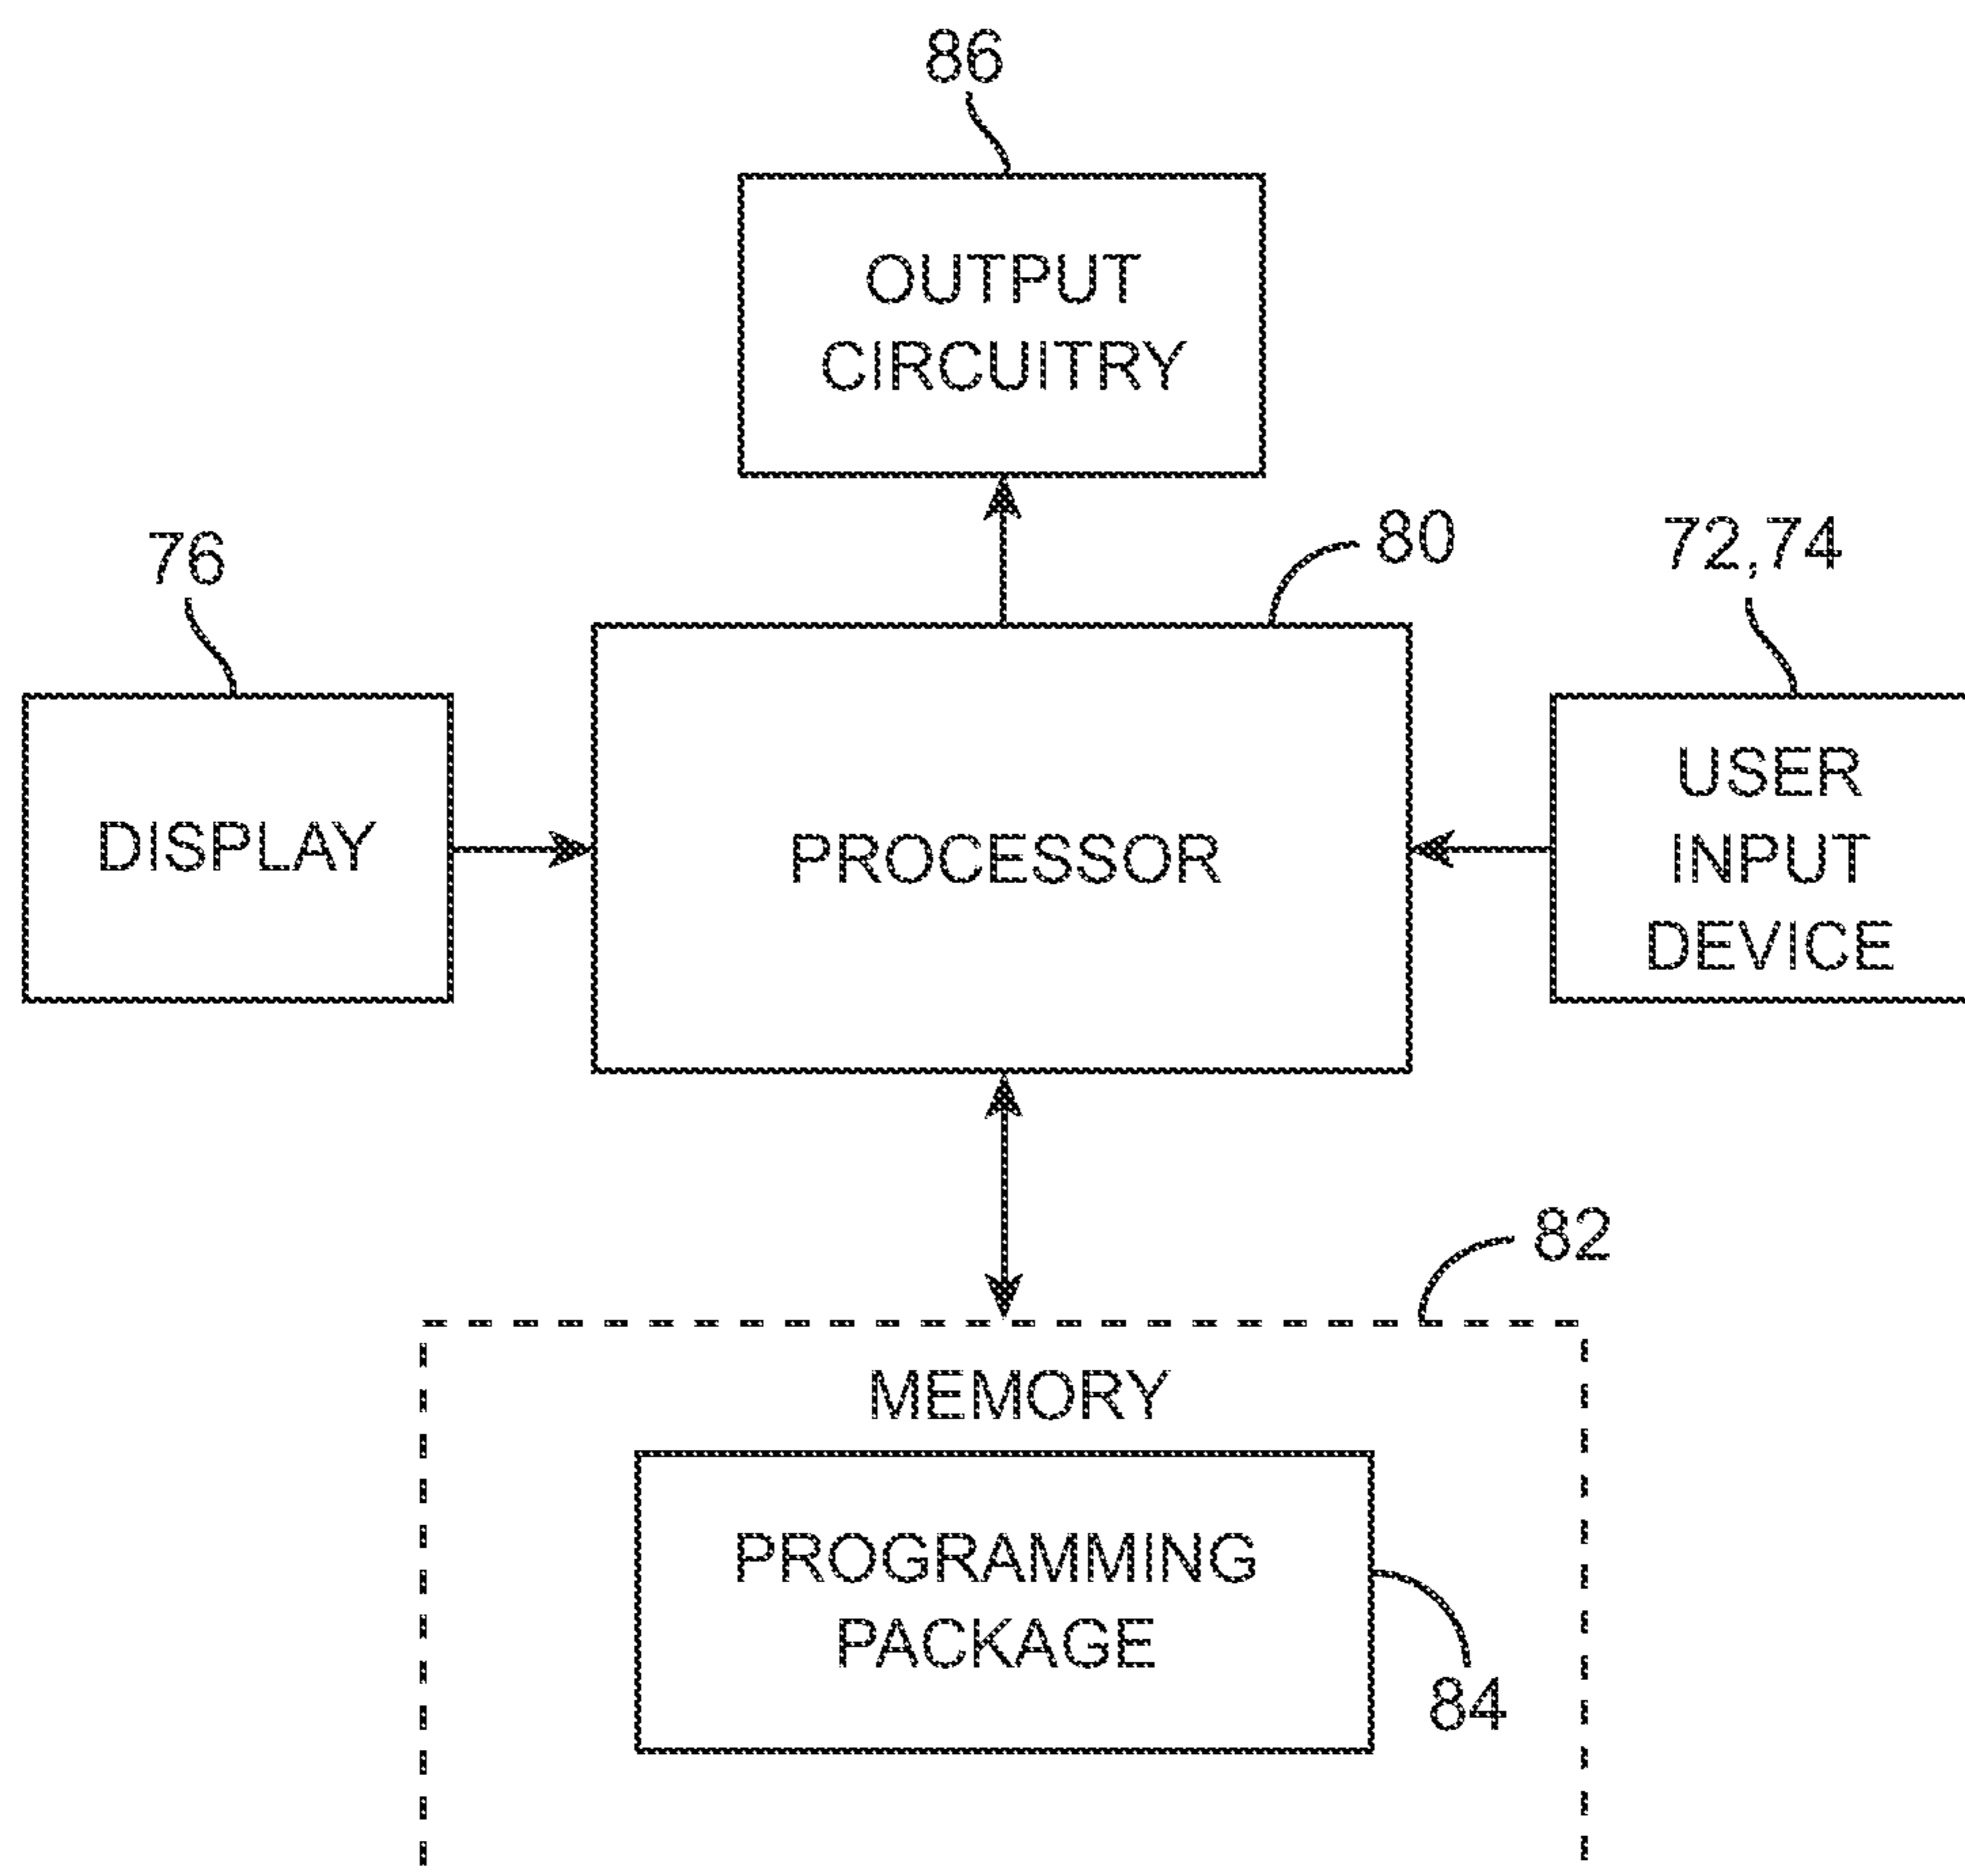 86
OUTPUT
CIRCUITRY
76
80
72,74
DISPLAY
PROCESSOR
USER
INPUT
DEVICE
82
MEMORY
PROGRAMMING
PACKAGE
84